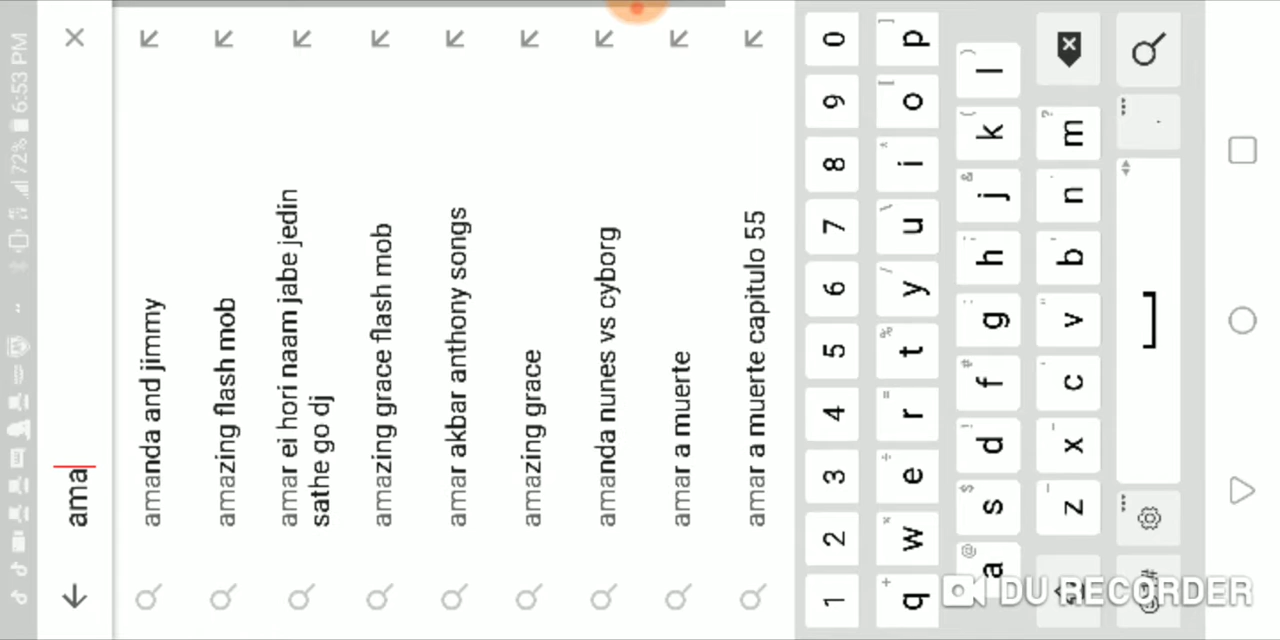 72% 6:53 PM
ama
amanda and jimmy
amazing flash mob
amar ei hori naam jabe jedin
sathe go dj
amazing grace flash mob
amar akbar anthony songs
amazing grace
amanda nunes vs cyborg
amar a muerte
amar a muerte capitulo 55
1 2 3 4 5 6 7 8 9 0
q w e r t y u i o p
a s d f g h j k l
z x c v b n m
DU RECORDER